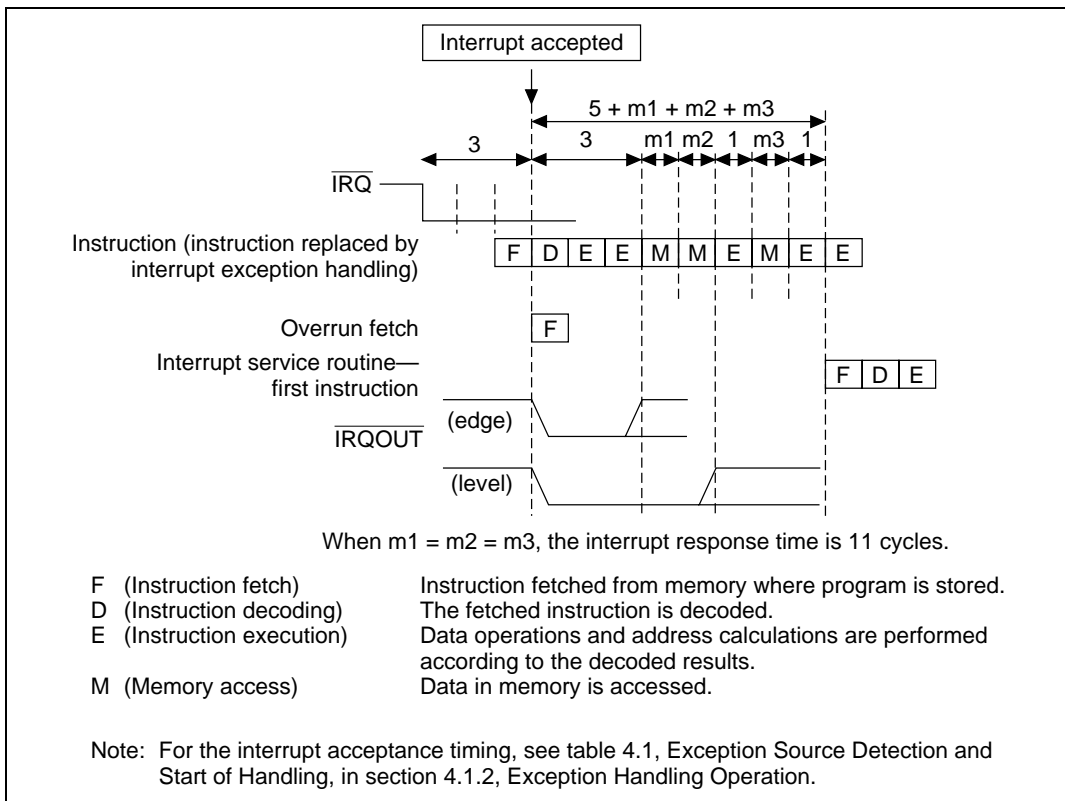 Interrupt accepted
5 + m1 + m2 + m3
3 3 m1 m2 1 m3 1
IRQ
Instruction (instruction replaced by
interrupt exception handling)
F D E E M M E M E E
Overrun fetch
F
Interrupt service routine—
first instruction
F D E
(edge)
IRQOUT
(level)
When m1 = m2 = m3, the interrupt response time is 11 cycles.
F (Instruction fetch) Instruction fetched from memory where program is stored.
D (Instruction decoding) The fetched instruction is decoded.
E (Instruction execution) Data operations and address calculations are performed
according to the decoded results.
M (Memory access) Data in memory is accessed.
Note: For the interrupt acceptance timing, see table 4.1, Exception Source Detection and
Start of Handling, in section 4.1.2, Exception Handling Operation.